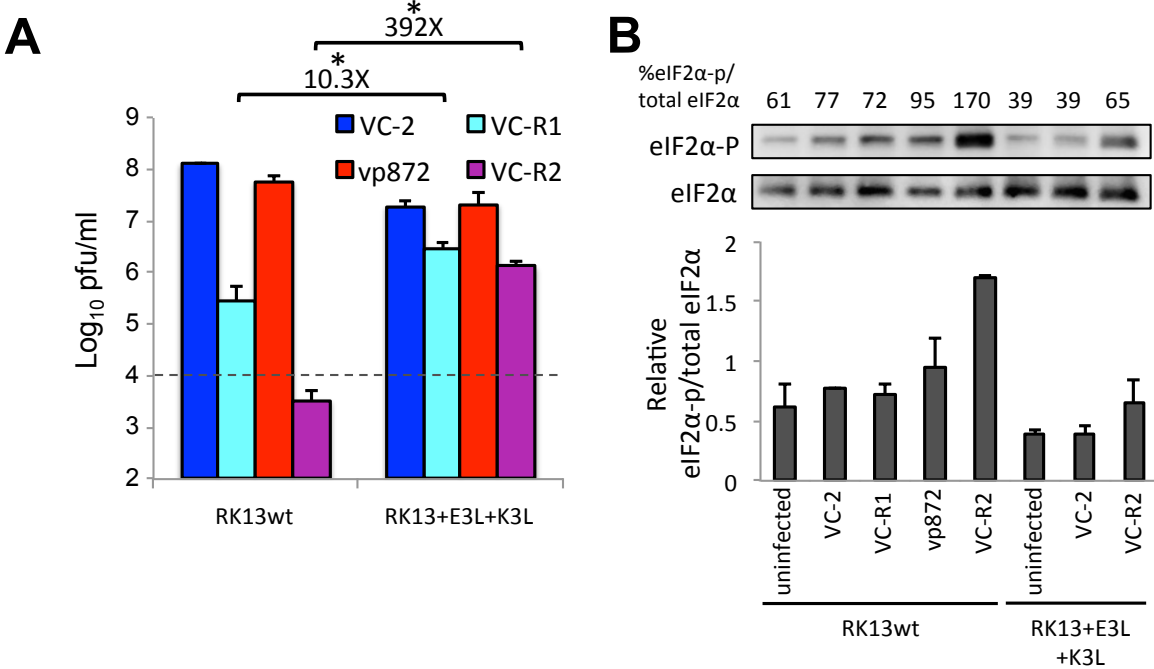 A
*
392X
*
10.3X
VC-2
VC-R1
vp872
VC-R2
Log10 pfu/ml
9
8
7
6
5
4
3
2
RK13wt
RK13+E3L+K3L
B
%eIF2α-p/
total eIF2α
61 77 72 95 170 39 39 65
eIF2α-P
eIF2α
Relative
eIF2α-p/total eIF2α
2
1.5
1
0.5
0
uninfected
VC-2
VC-R1
vp872
VC-R2
uninfected
VC-2
VC-R2
RK13wt
RK13+E3L
+K3L